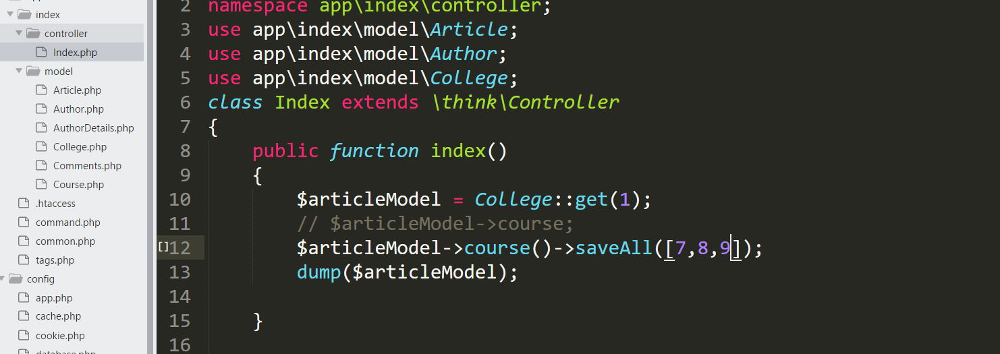 index
controller
Index.php
model
Article.php
Author.php
AuthorDetails.php
College.php
Comments.php
Course.php
.htaccess
command.php
common.php
tags.php
config
app.php
cache.php
cookie.php
database.php
2 namespace app\index\controller;
3 use app\index\model\Article;
4 use app\index\model\Author;
5 use app\index\model\College;
6 class Index extends \think\Controller
7 {
8 public function index()
9 {
10 $articleModel = College::get(1);
11 // $articleModel->course;
[]12 $articleModel->course()->saveAll([7,8,9]);
13 dump($articleModel);
14
15 }
16